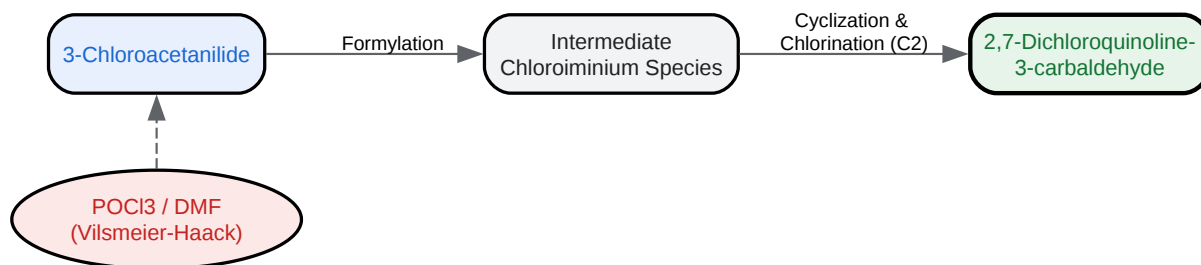 3-Chloroacetanilide
Formylation
Intermediate
Chloroiminium Species
Cyclization &
Chlorination (C2)
2,7-Dichloroquinoline-
3-carbaldehyde
POCl3 / DMF
(Vilsmeier-Haack)